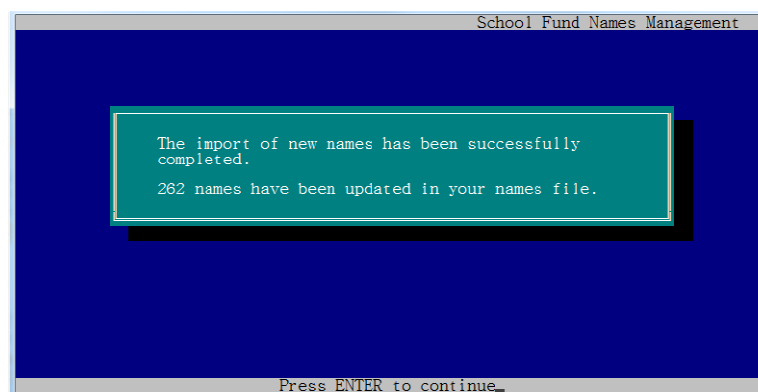 School Fund Names Management
The import of new names has been successfully
completed.
262 names have been updated in your names file.
Press ENTER to continue_